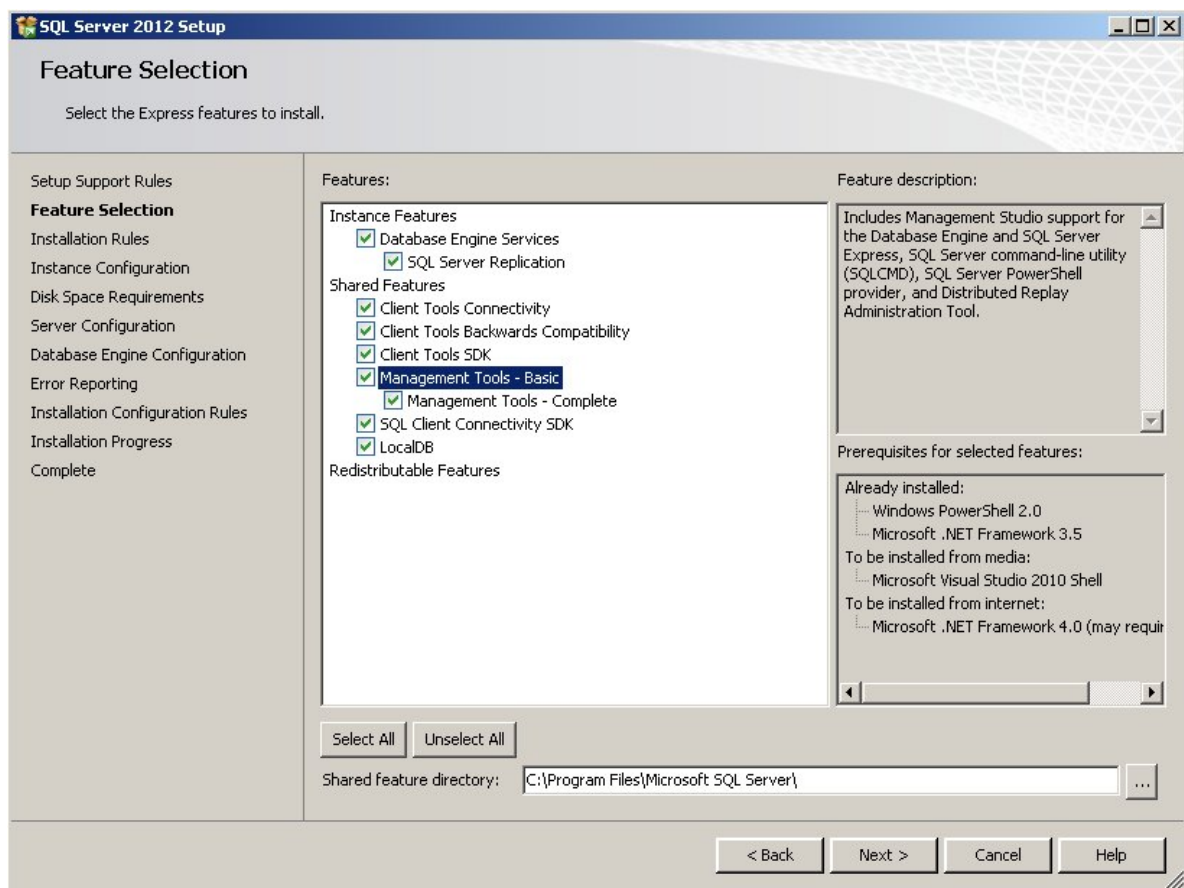 SQL Server 2012 Setup
Feature Selection
Select the Express features to install.
Setup Support Rules
Feature Selection
Installation Rules
Instance Configuration
Disk Space Requirements
Server Configuration
Database Engine Configuration
Error Reporting
Installation Configuration Rules
Installation Progress
Complete
Features:
Instance Features
Database Engine Services
SQL Server Replication
Shared Features
Client Tools Connectivity
Client Tools Backwards Compatibility
Client Tools SDK
Management Tools - Basic
Management Tools - Complete
SQL Client Connectivity SDK
LocalDB
Redistributable Features
Feature description:
Includes Management Studio support for
the Database Engine and SQL Server
Express, SQL Server command-line utility
(SQLCMD), SQL Server PowerShell
provider, and Distributed Replay
Administration Tool.
Prerequisites for selected features:
Already installed:
Windows PowerShell 2.0
Microsoft .NET Framework 3.5
To be installed from media:
Microsoft Visual Studio 2010 Shell
To be installed from internet:
Microsoft .NET Framework 4.0 (may requir
Select All
Unselect All
Shared feature directory:
C:\Program Files\Microsoft SQL Server\
...
< Back
Next >
Cancel
Help